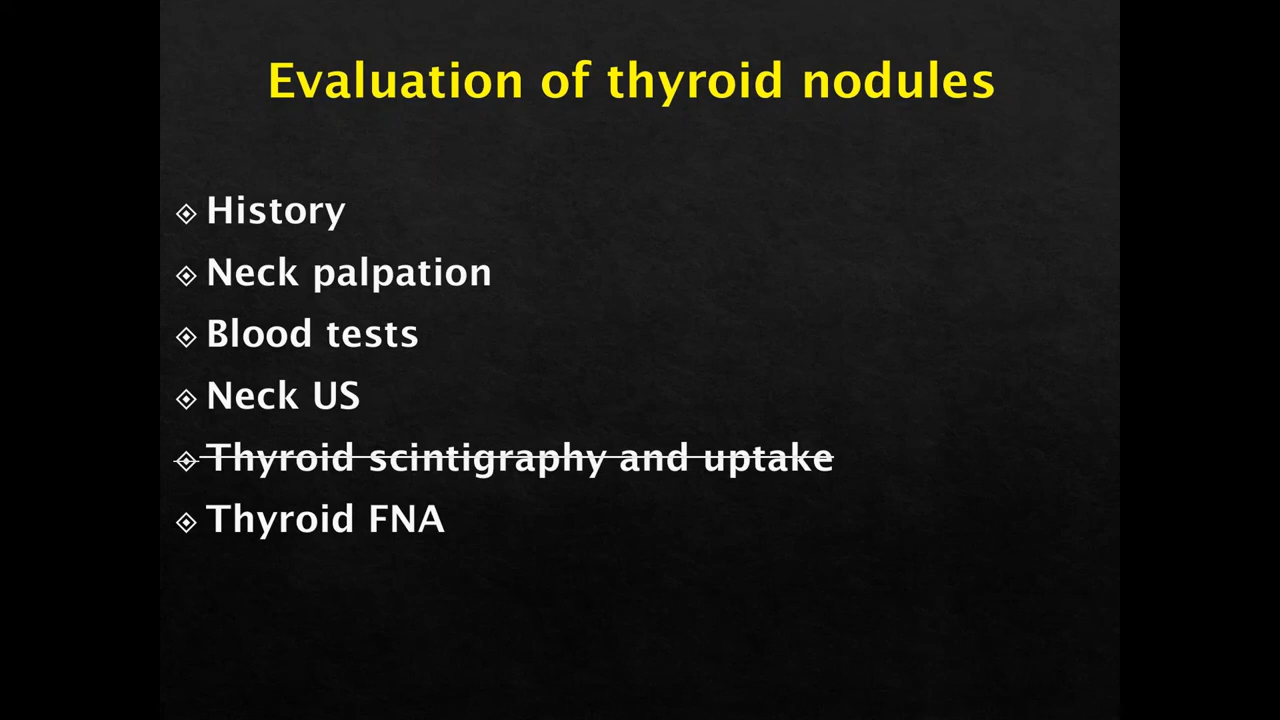 Evaluation of thyroid nodules
History
Neck palpation
Blood tests
Neck US
Thyroid scintigraphy and uptake
Thyroid FNA